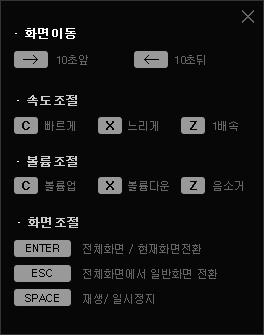 · 화면이동
→ 10초앞 ← 10초뒤
· 속도조절
C 빠르게 X 느리게 Z 1배속
· 볼륨조절
C 볼륨업 X 볼륨다운 Z 음소거
· 화면조절
ENTER 전체화면 / 현재화면전환
ESC 전체화면에서 일반화면 전환
SPACE 재생/ 일시정지